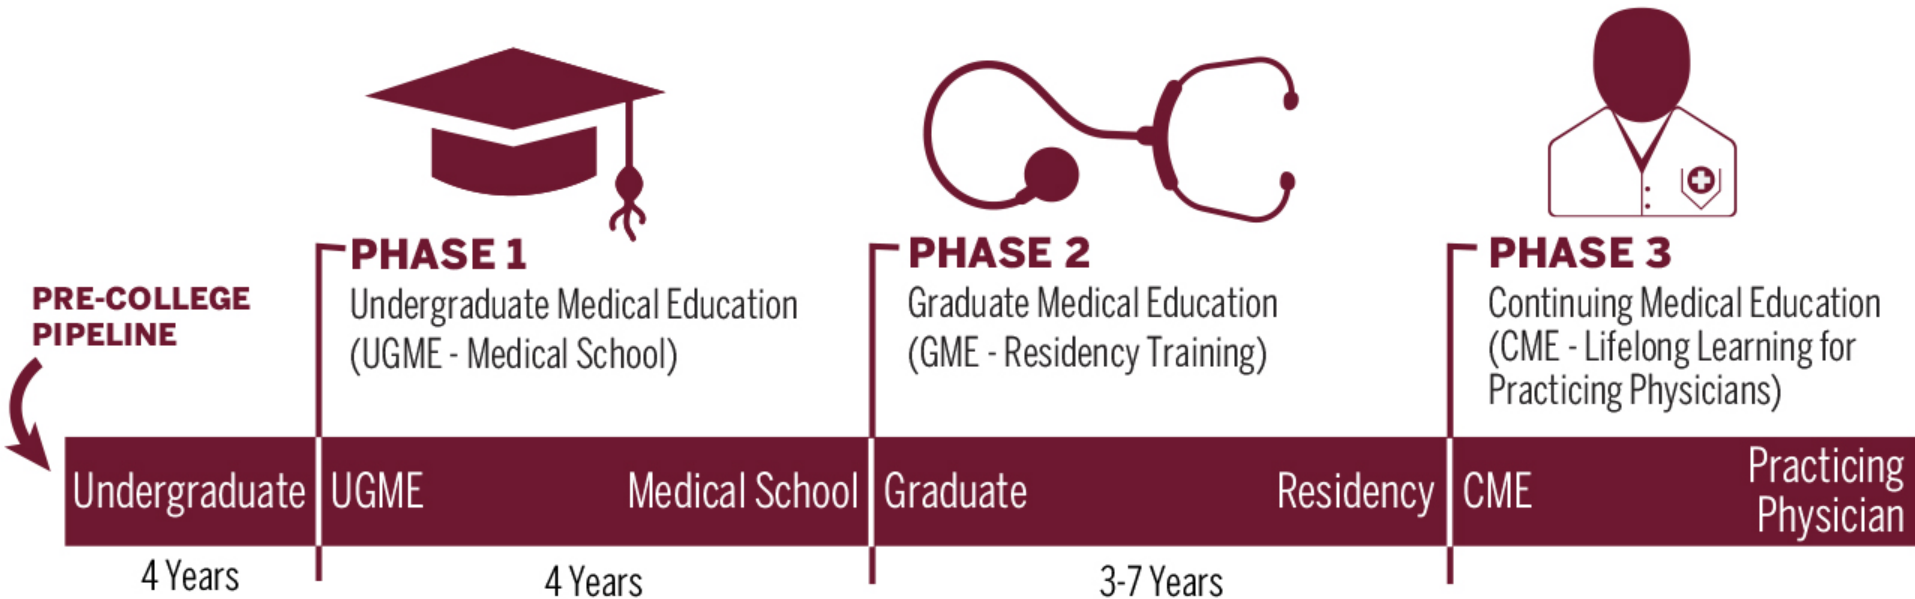 PRE-COLLEGE
PIPELINE
PHASE 1
Undergraduate Medical Education
(UGME - Medical School)
PHASE 2
Graduate Medical Education
(GME - Residency Training)
PHASE 3
Continuing Medical Education
(CME - Lifelong Learning for
Practicing Physicians)
Undergraduate
UGME
Medical School
Graduate
Residency
CME
Practicing
Physician
4 Years
4 Years
3-7 Years